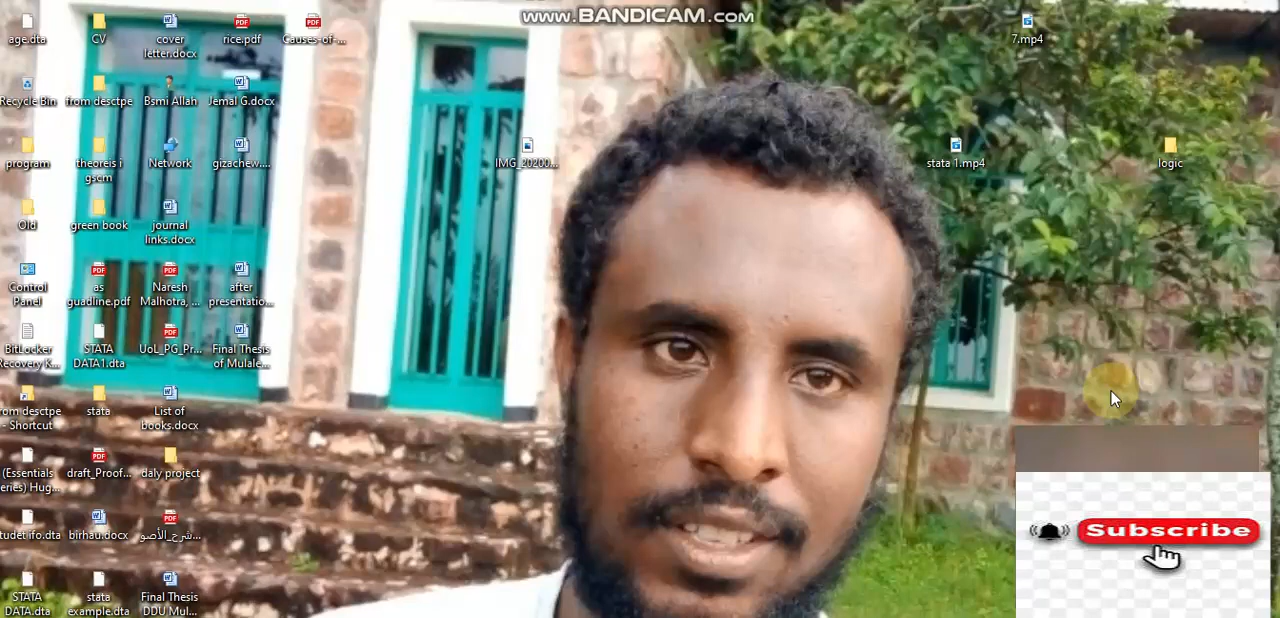 WWW.BANDICAM.COM
age.dta
CV
cover
letter.docx
rice.pdf
Causes-of-...
7.mp4
Recycle Bin
from desctpe
Bsmi Allah
Jemal G.docx
program
theoreis i
gscm
Network
gizachew....
IMG_20200...
stata 1.mp4
logic
Old
green book
journal
links.docx
Control
Panel
as
guadline.pdf
Naresh
Malhotra, ...
after
presentatio...
BitLocker
Recovery K...
STATA
DATA1.dta
UoL_PG_Pr...
Final Thesis
of Mulale...
rom desctpe
- Shortcut
stata
List of
books.docx
(Essentials
eries) Hug...
draft_Proof...
daly project
tudet ifo.dta
birhau.docx
شرح_الأصو...
Subscribe
STATA
DATA.dta
stata
example.dta
Final Thesis
DDU Mul...